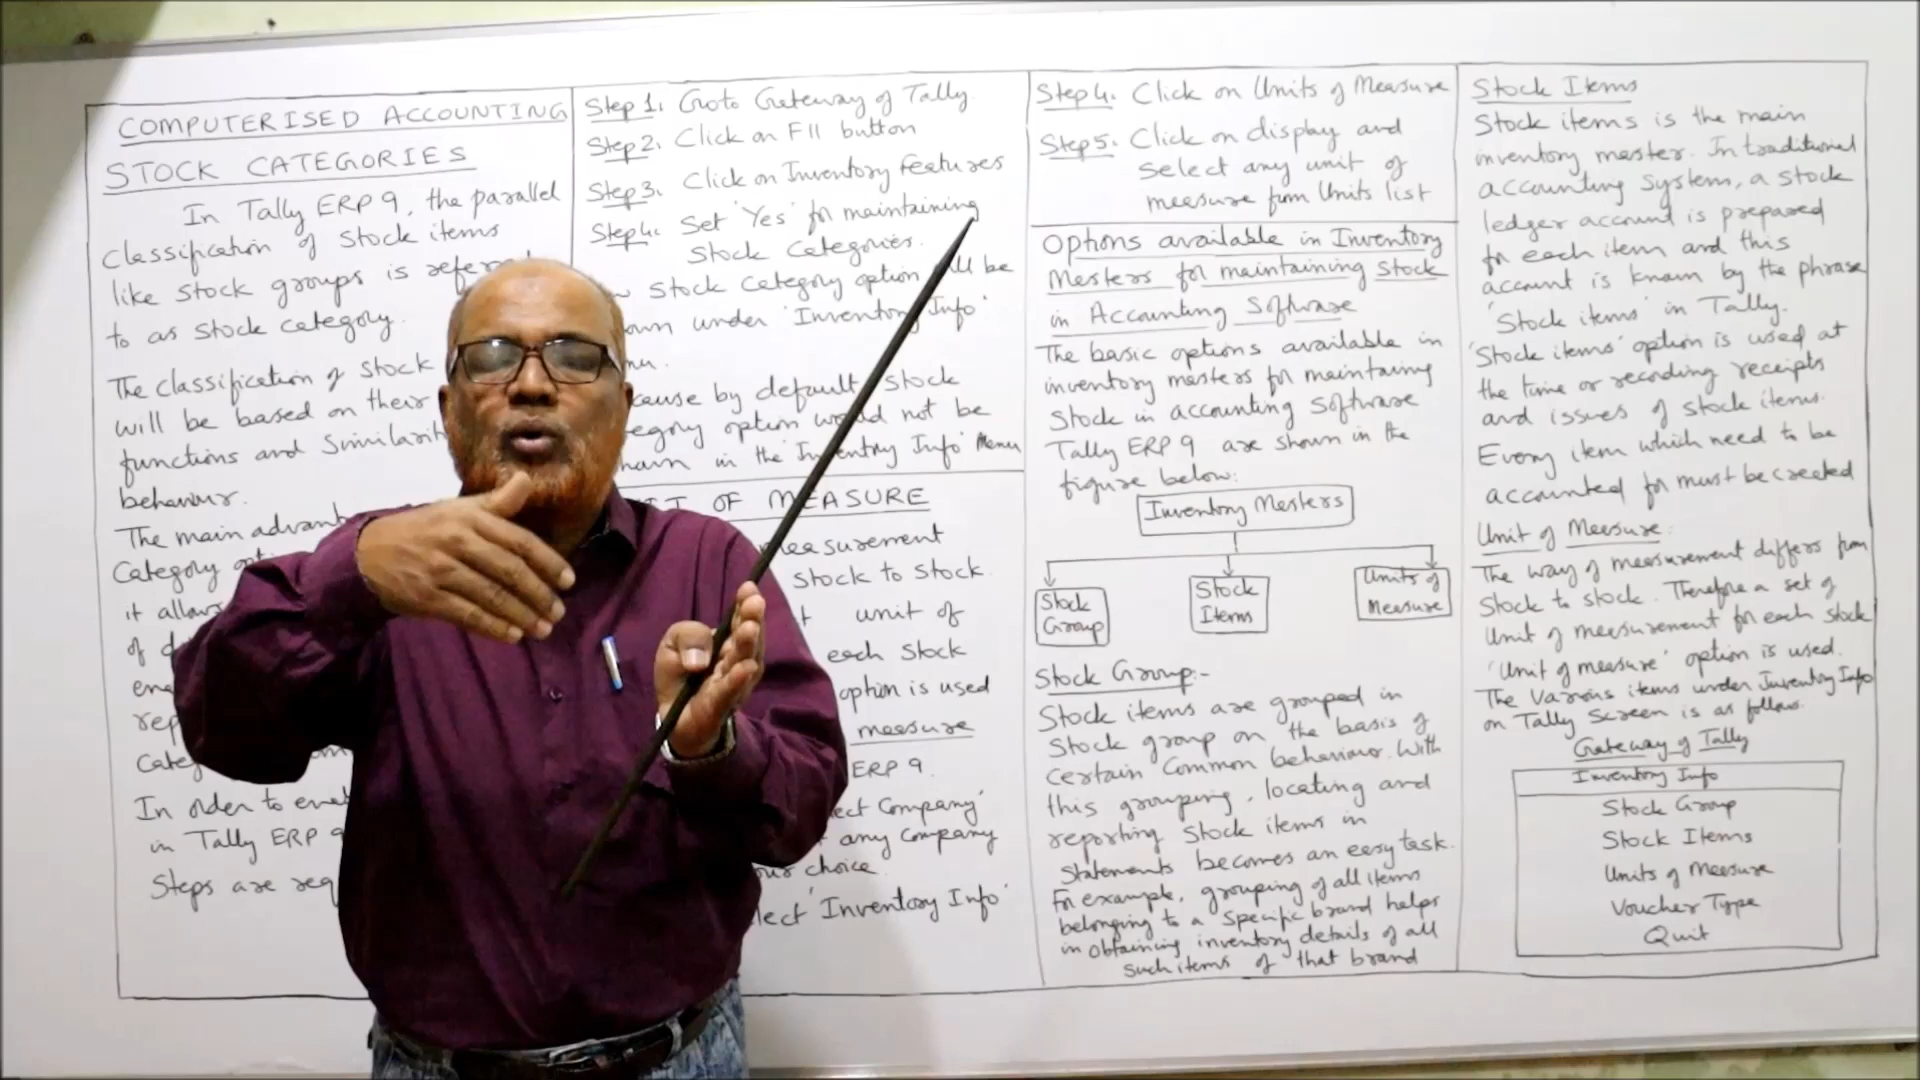 COMPUTERISED ACCOUNTING
STOCK CATEGORIES
In Tally ERP 9, the parallel
classification of stock items
like stock groups is
to as stock category.
The classification of stock
will be based on their
functions and
behaviour.
The main
Category
it allows
of
Categ
In order to
in Tally ERP 9
Steps are
Step 1. Goto Gateway of Tally.
Step 2. Click on F11 button
Step 3. Click on Inventory Features
Step 4. Set 'Yes' for maintaining
Stock Categories.
Stock Category option be
under 'Inventory Info'
by default, stock
option would not be
in the 'Inventory Info' Menu
OF MEASURE
measurement
stock to stock.
unit of
each stock
option is used
measure
ERP 9.
Company'
any company
choice.
'Inventory Info'
Step 4. Click on Units of Measure
Step 5. Click on display and
select any unit of
measure from Units list
Options available in Inventory
Mesters for maintaining Stock
in Accounting Software
The basic options available in
inventory mesters for maintaining
Stock in accounting Software
Tally ERP 9 are shown in the
figure below:
Inventory Mesters
Stock
Group
Stock
Items
Units of
Measure
Stock Group:-
Stock items are grouped in
Stock group on the basis of
certain common behaviour. With
this grouping, locating and
reporting Stock items in
Statements becomes an easy task.
For example, grouping of all items
belonging to a specific brand helps
in obtaining inventory details of all
such items of that brand
Stock Items
Stock items is the main
inventory mester. In traditional
accounting system, a stock
ledger account is prepared
for each item and this
account is known by the phrase
'Stock items' in Tally.
'Stock items' option is used at
the time or recording receipts
and issues of stock items.
Every item which need to be
accounted for must be created
Unit of Measure:
The way of measurement differs from
Stock to stock. Therefore a set of
Unit of meesurement for each stock
'Unit of measure' option is used.
The Various items under Inventory Info
on Tally Screen is as follows.
Gateway of Tally
Inventory Info
Stock Group
Stock Items
Units of Measure
Voucher Type
Quit